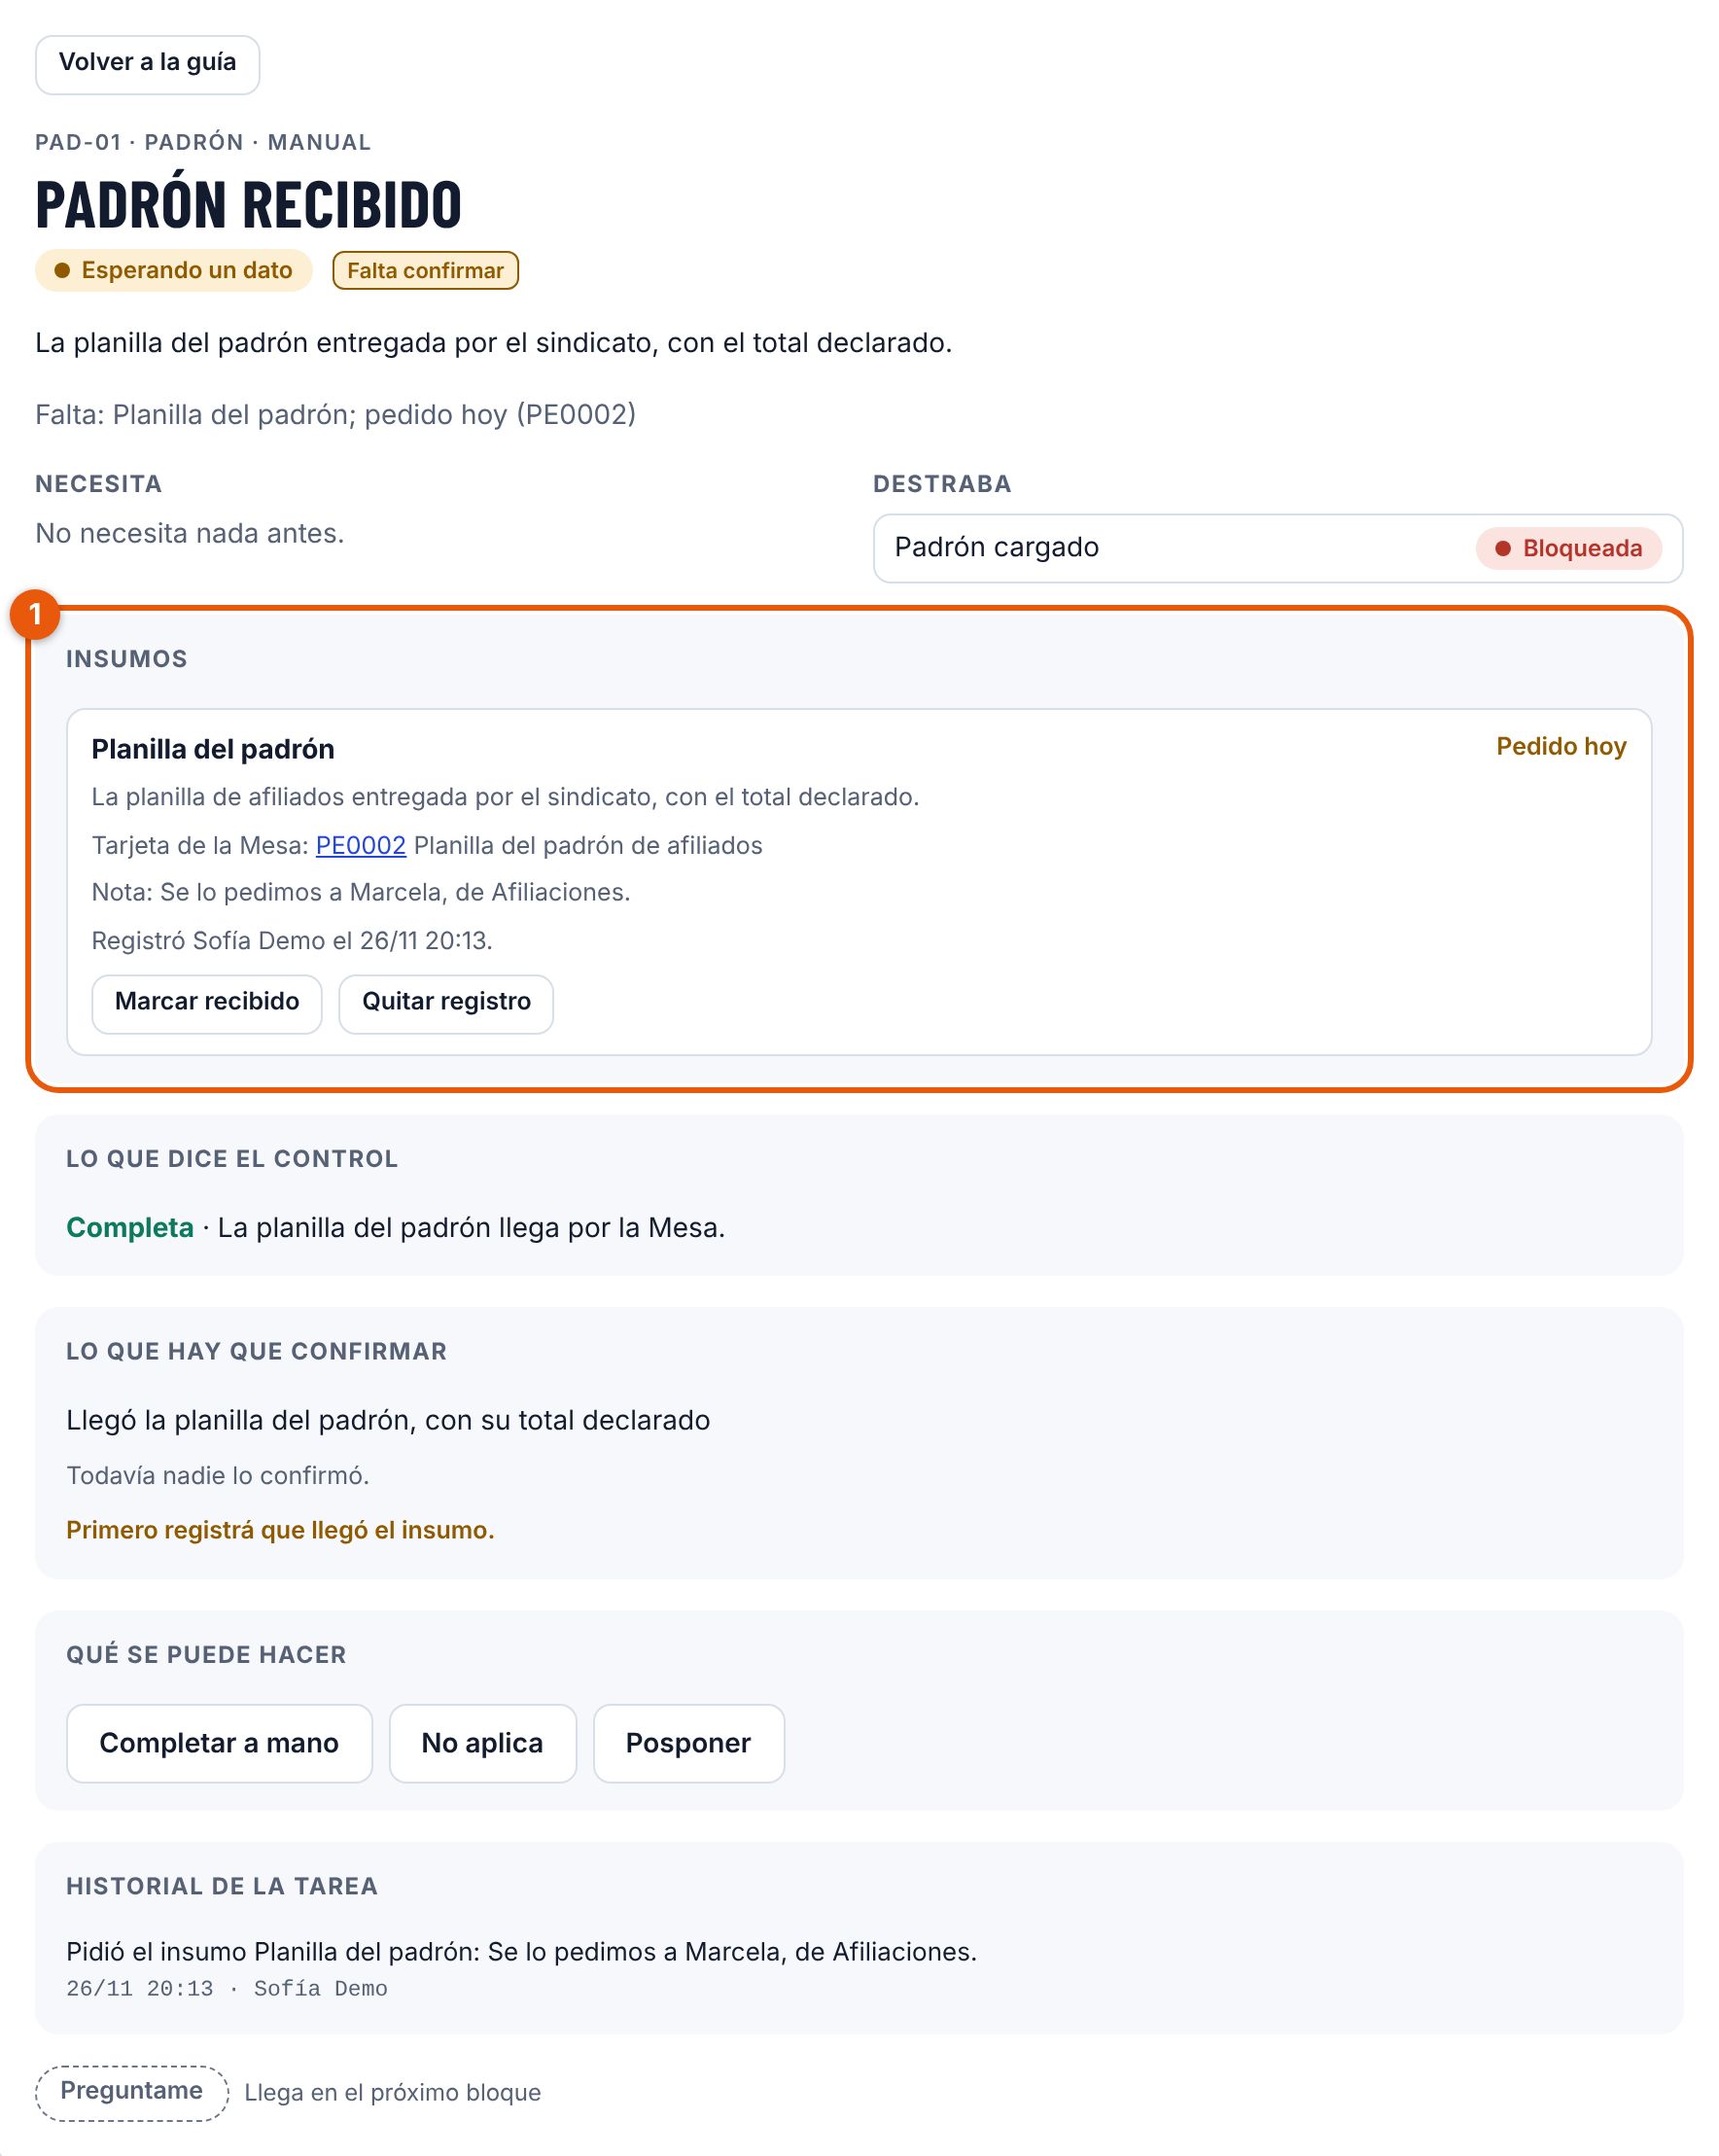 Volver a la guía
PAD-01 · PADRÓN · MANUAL
PADRÓN RECIBIDO
Esperando un dato
Falta confirmar
La planilla del padrón entregada por el sindicato, con el total declarado.
Falta: Planilla del padrón; pedido hoy (PE0002)
NECESITA
No necesita nada antes.
DESTRABA
Padrón cargado
Bloqueada
1
INSUMOS
Planilla del padrón
Pedido hoy
La planilla de afiliados entregada por el sindicato, con el total declarado.
Tarjeta de la Mesa: PE0002 Planilla del padrón de afiliados
Nota: Se lo pedimos a Marcela, de Afiliaciones.
Registró Sofía Demo el 26/11 20:13.
Marcar recibido
Quitar registro
LO QUE DICE EL CONTROL
Completa · La planilla del padrón llega por la Mesa.
LO QUE HAY QUE CONFIRMAR
Llegó la planilla del padrón, con su total declarado
Todavía nadie lo confirmó.
Primero registrá que llegó el insumo.
QUÉ SE PUEDE HACER
Completar a mano
No aplica
Posponer
HISTORIAL DE LA TAREA
Pidió el insumo Planilla del padrón: Se lo pedimos a Marcela, de Afiliaciones.
26/11 20:13 · Sofía Demo
Preguntame
Llega en el próximo bloque